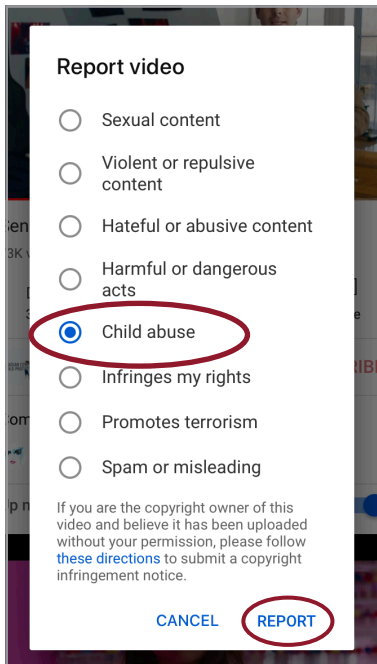 Report video
Sexual content
Violent or repulsive
content
Hateful or abusive content
Harmful or dangerous
acts
Child abuse
Infringes my rights
Promotes terrorism
Spam or misleading
If you are the copyright owner of this
video and believe it has been uploaded
without your permission, please follow
these directions to submit a copyright
infringement notice.
CANCEL
REPORT